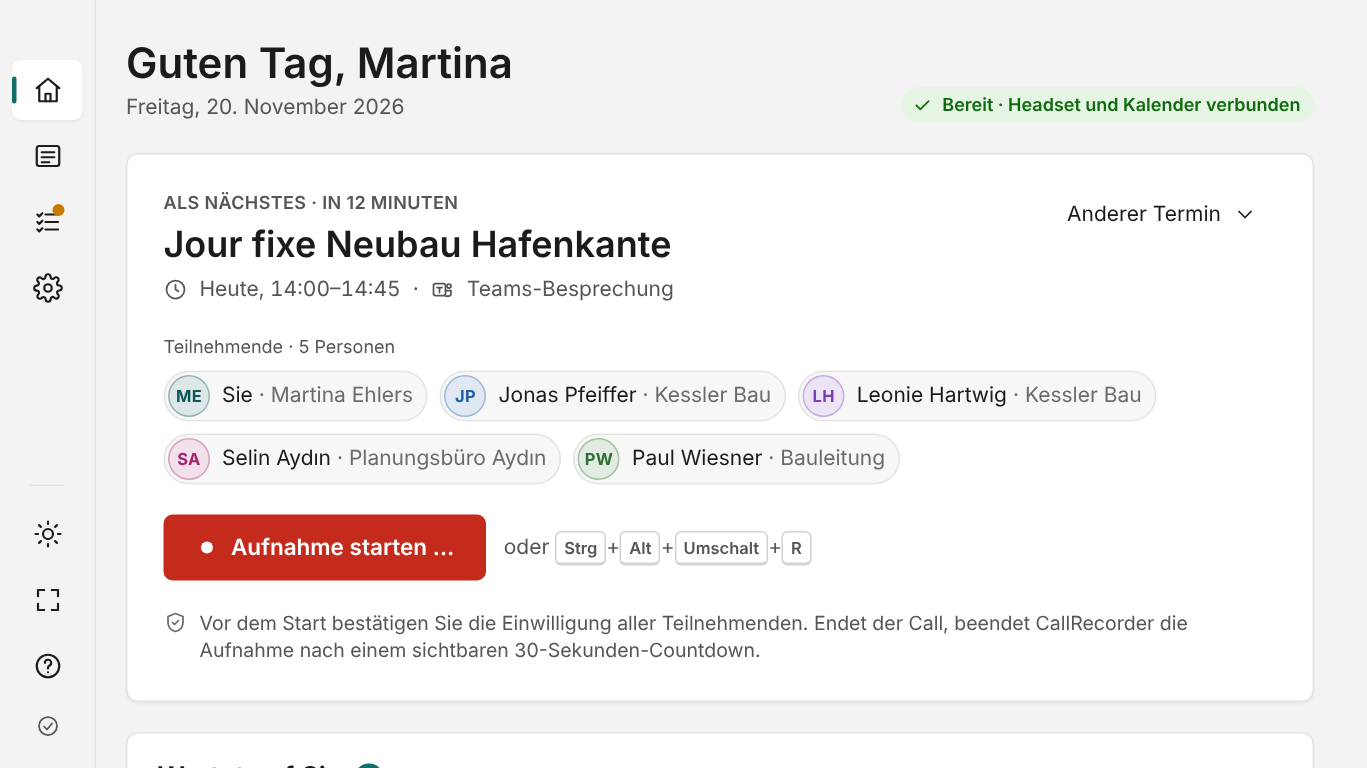 Guten Tag, Martina
Freitag, 20. November 2026
Bereit · Headset und Kalender verbunden
ALS NÄCHSTES · IN 12 MINUTEN
Anderer Termin
Jour fixe Neubau Hafenkante
Heute, 14:00–14:45 · Teams-Besprechung
Teilnehmende · 5 Personen
ME Sie · Martina Ehlers
JP Jonas Pfeiffer · Kessler Bau
LH Leonie Hartwig · Kessler Bau
SA Selin Aydın · Planungsbüro Aydın
PW Paul Wiesner · Bauleitung
Aufnahme starten ...
oder Strg + Alt + Umschalt + R
Vor dem Start bestätigen Sie die Einwilligung aller Teilnehmenden. Endet der Call, beendet CallRecorder die
Aufnahme nach einem sichtbaren 30-Sekunden-Countdown.